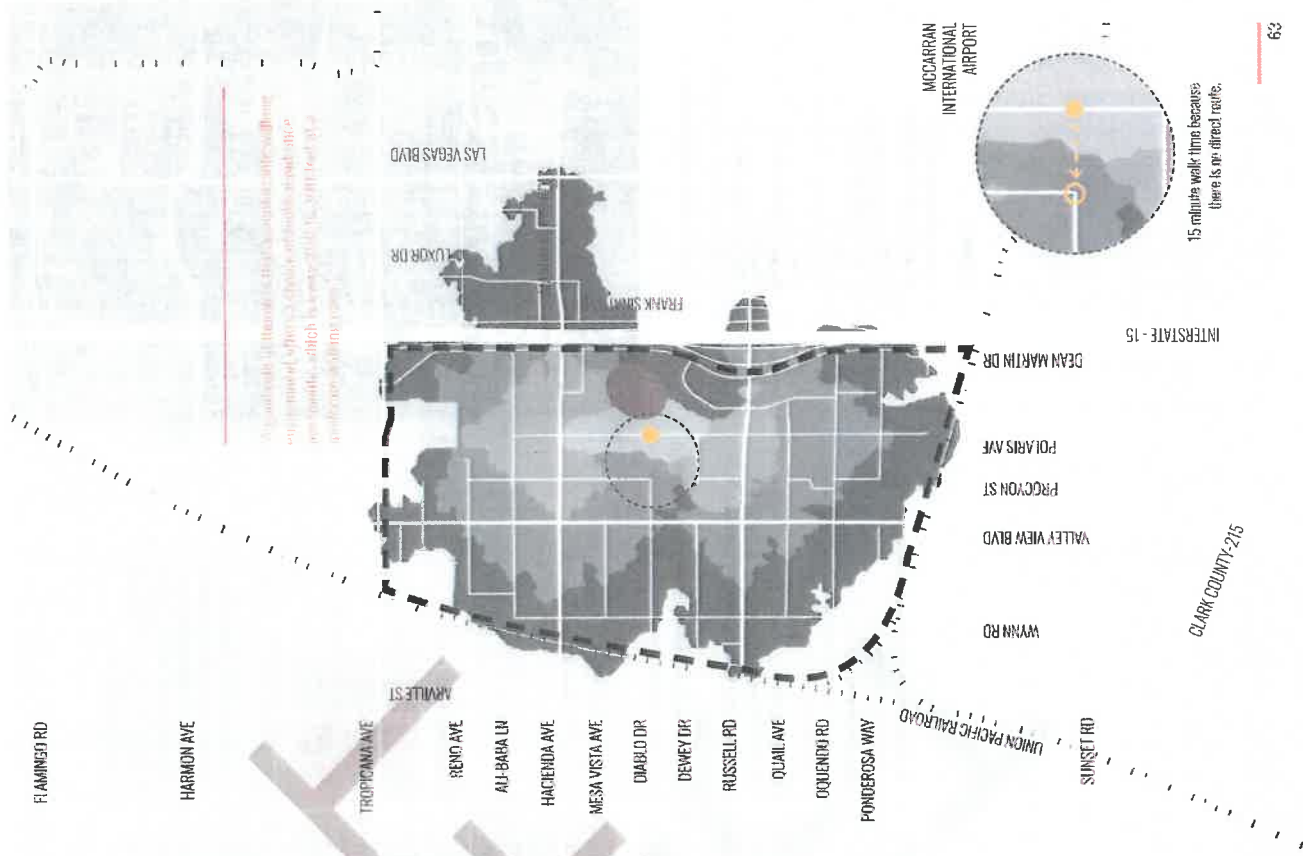 FLAMINGO RD
HARMON AVE
TROPICANA AVE
RENO AVE
ALI-BABA LN
HACIENDA AVE
MESA VISTA AVE
DIABLO DR
DEWEY DR
RUSSELL RD
QUAIL AVE
OQUENDO RD
PONDEROSA WAY
SUNSET RD
LAS VEGAS BLVD
LUXOR DR
FRANK
INTERSTATE - 15
DEAN MARTIN DR
POLARIS AVE
PROCYON ST
VALLEY VIEW BLVD
WYNN RD
ARVILLE ST
UNION PACIFIC RAILROAD
CLARK COUNTY-215
MCCARRAN
INTERNATIONAL
AIRPORT
15 minute walk time because
there is no direct route.
63